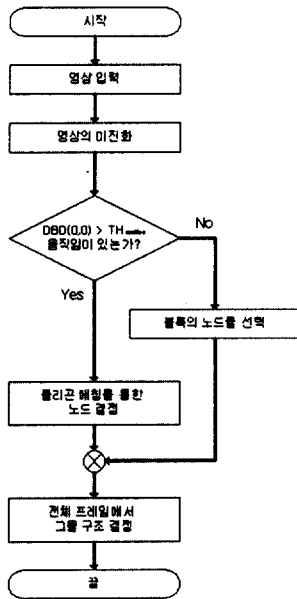 시작
영상 입력
영상의 이진화
DBD(0,0) > TH
움직임이 있는가?
No
Yes
블록의 노드를 선택
폴리곤 매칭을 통한
노드 결정
전체 프레임에서
그물 구조 결정
끝